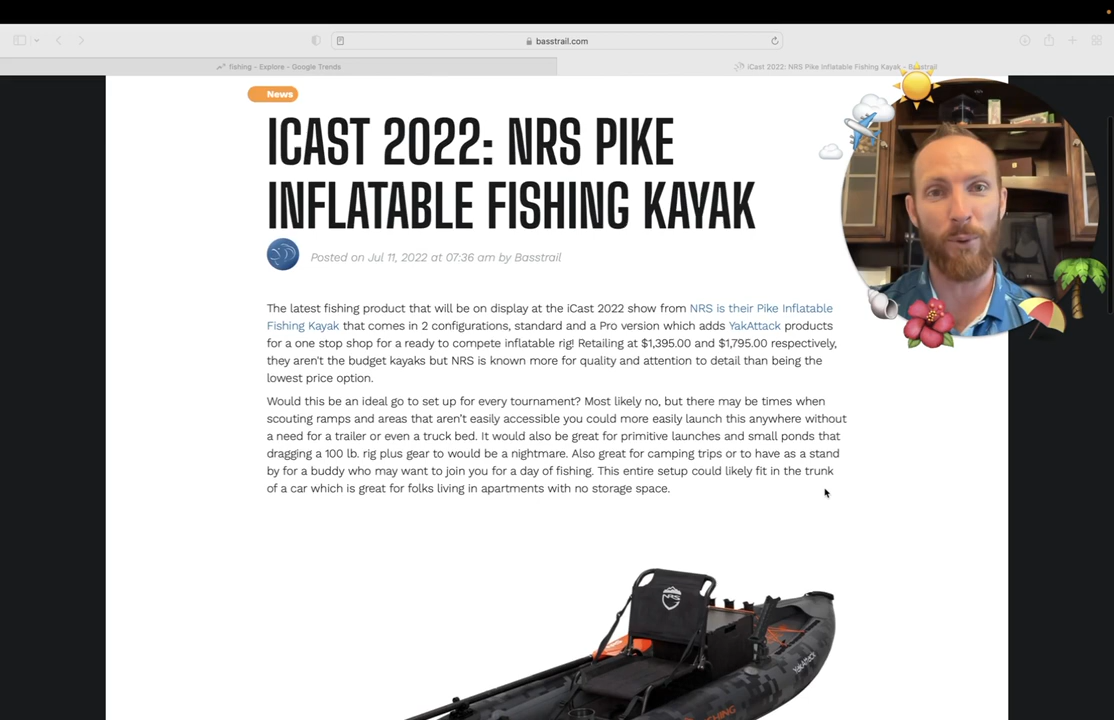 basstrail.com
fishing - Explore - Google Trends
iCast 2022: NRS Pike Inflatable Fishing Kayak - Basstrail
News
ICAST 2022: NRS PIKE
INFLATABLE FISHING KAYAK
Posted on Jul 11, 2022 at 07:36 am by Basstrail
The latest fishing product that will be on display at the iCast 2022 show from NRS is their Pike Inflatable
Fishing Kayak that comes in 2 configurations, standard and a Pro version which adds YakAttack products
for a one stop shop for a ready to compete inflatable rig! Retailing at $1,395.00 and $1,795.00 respectively,
they aren't the budget kayaks but NRS is known more for quality and attention to detail than being the
lowest price option.
Would this be an ideal go to set up for every tournament? Most likely no, but there may be times when
scouting ramps and areas that aren't easily accessible you could more easily launch this anywhere without
a need for a trailer or even a truck bed. It would also be great for primitive launches and small ponds that
dragging a 100 lb. rig plus gear to would be a nightmare. Also great for camping trips or to have as a stand
by for a buddy who may want to join you for a day of fishing. This entire setup could likely fit in the trunk
of a car which is great for folks living in apartments with no storage space.
NRS
YakAttack
FISHING